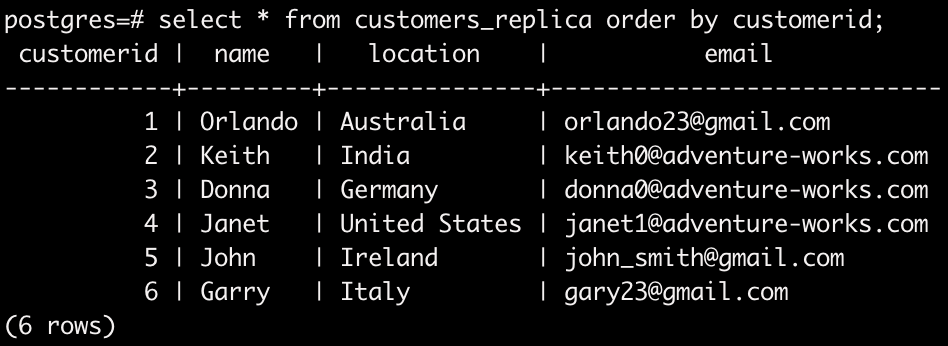 postgres=# select * from customers_replica order by customerid;
 customerid |  name   |   location    |           email
------------+---------+---------------+----------------------------
          1 | Orlando | Australia     | orlando23@gmail.com
          2 | Keith   | India         | keith0@adventure-works.com
          3 | Donna   | Germany       | donna0@adventure-works.com
          4 | Janet   | United States | janet1@adventure-works.com
          5 | John    | Ireland       | john_smith@gmail.com
          6 | Garry   | Italy         | gary23@gmail.com
(6 rows)